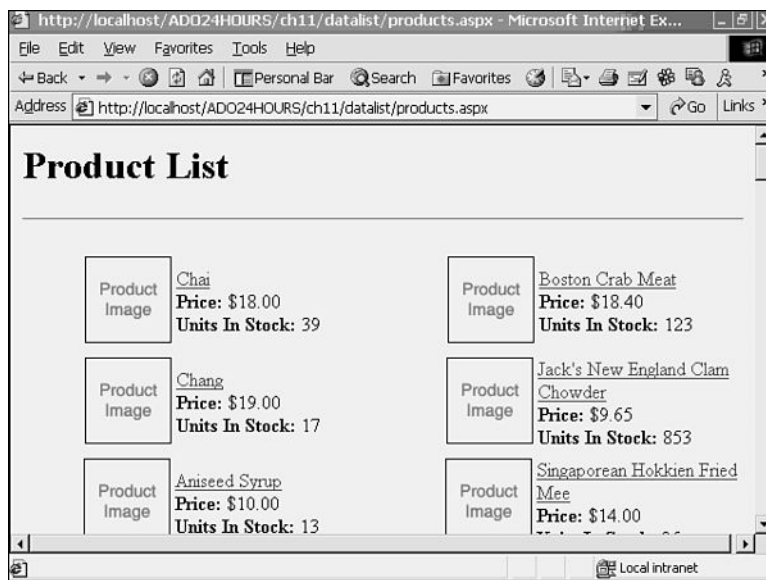 http://localhost/ADO24HOURS/ch11/datalist/products.aspx - Microsoft Internet Ex...
File Edit View Favorites Tools Help
Back Personal Bar Search Favorites
Address http://localhost/ADO24HOURS/ch11/datalist/products.aspx Go Links
Product List
Product
Image
Chai
Price: $18.00
Units In Stock: 39
Product
Image
Boston Crab Meat
Price: $18.40
Units In Stock: 123
Product
Image
Chang
Price: $19.00
Units In Stock: 17
Product
Image
Jack's New England Clam
Chowder
Price: $9.65
Units In Stock: 853
Product
Image
Aniseed Syrup
Price: $10.00
Units In Stock: 13
Product
Image
Singaporean Hokkien Fried
Mee
Price: $14.00
Units In Stock:
Local intranet